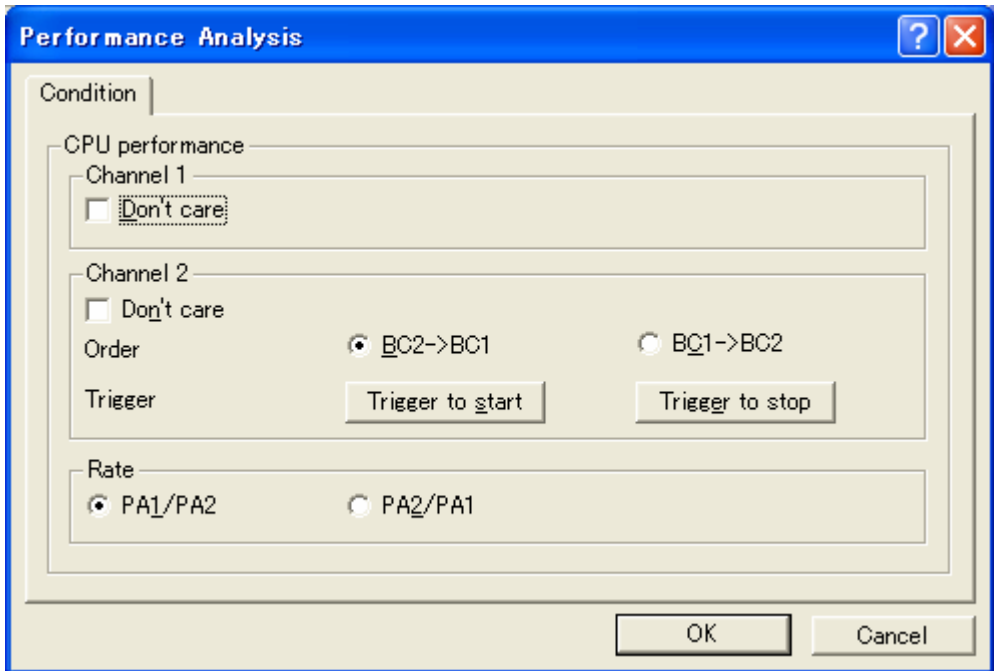 Performance Analysis
Condition
CPU performance
Channel 1
Don't care
Channel 2
Don't care
Order BC2->BC1 BC1->BC2
Trigger Trigger to start Trigger to stop
Rate
PA1/PA2 PA2/PA1
OK Cancel